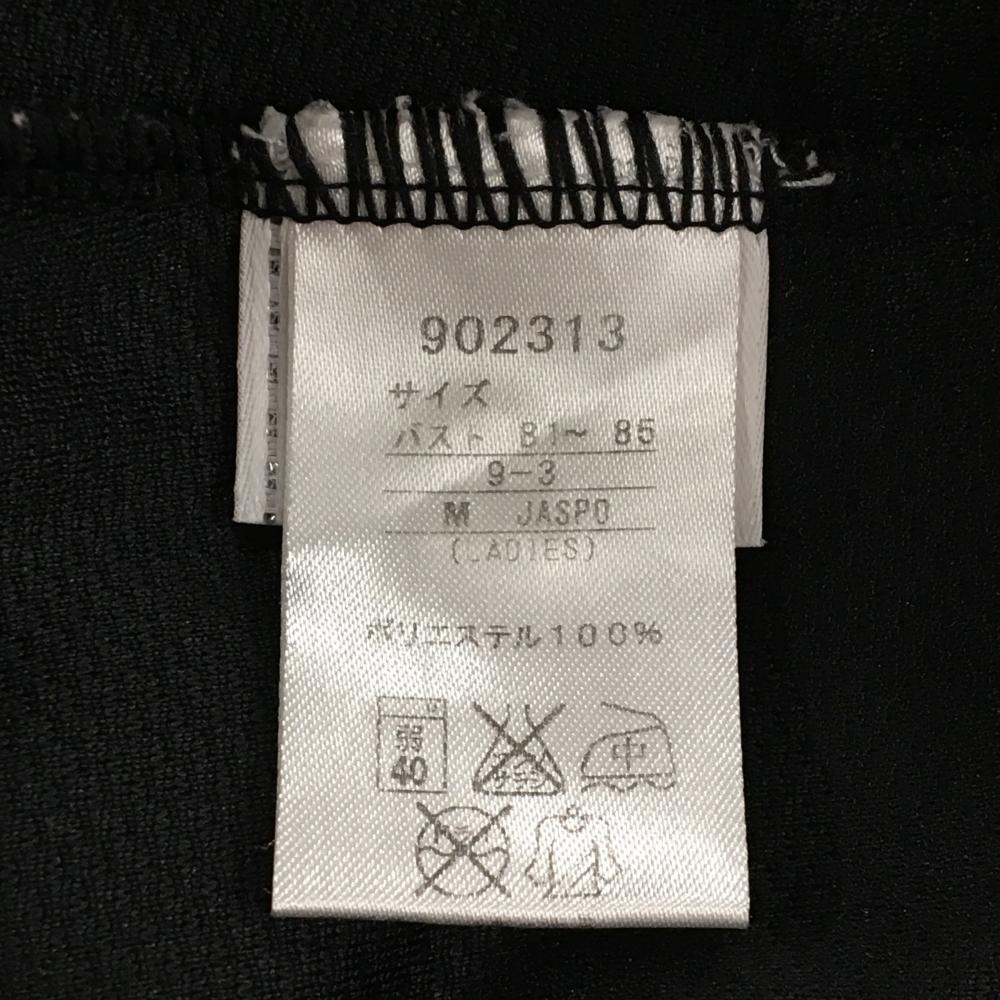 902313
サイズ
バスト 81~ 85
9-3
M JASPO
(LADIES)
ポリエステル100%
弱 中
40